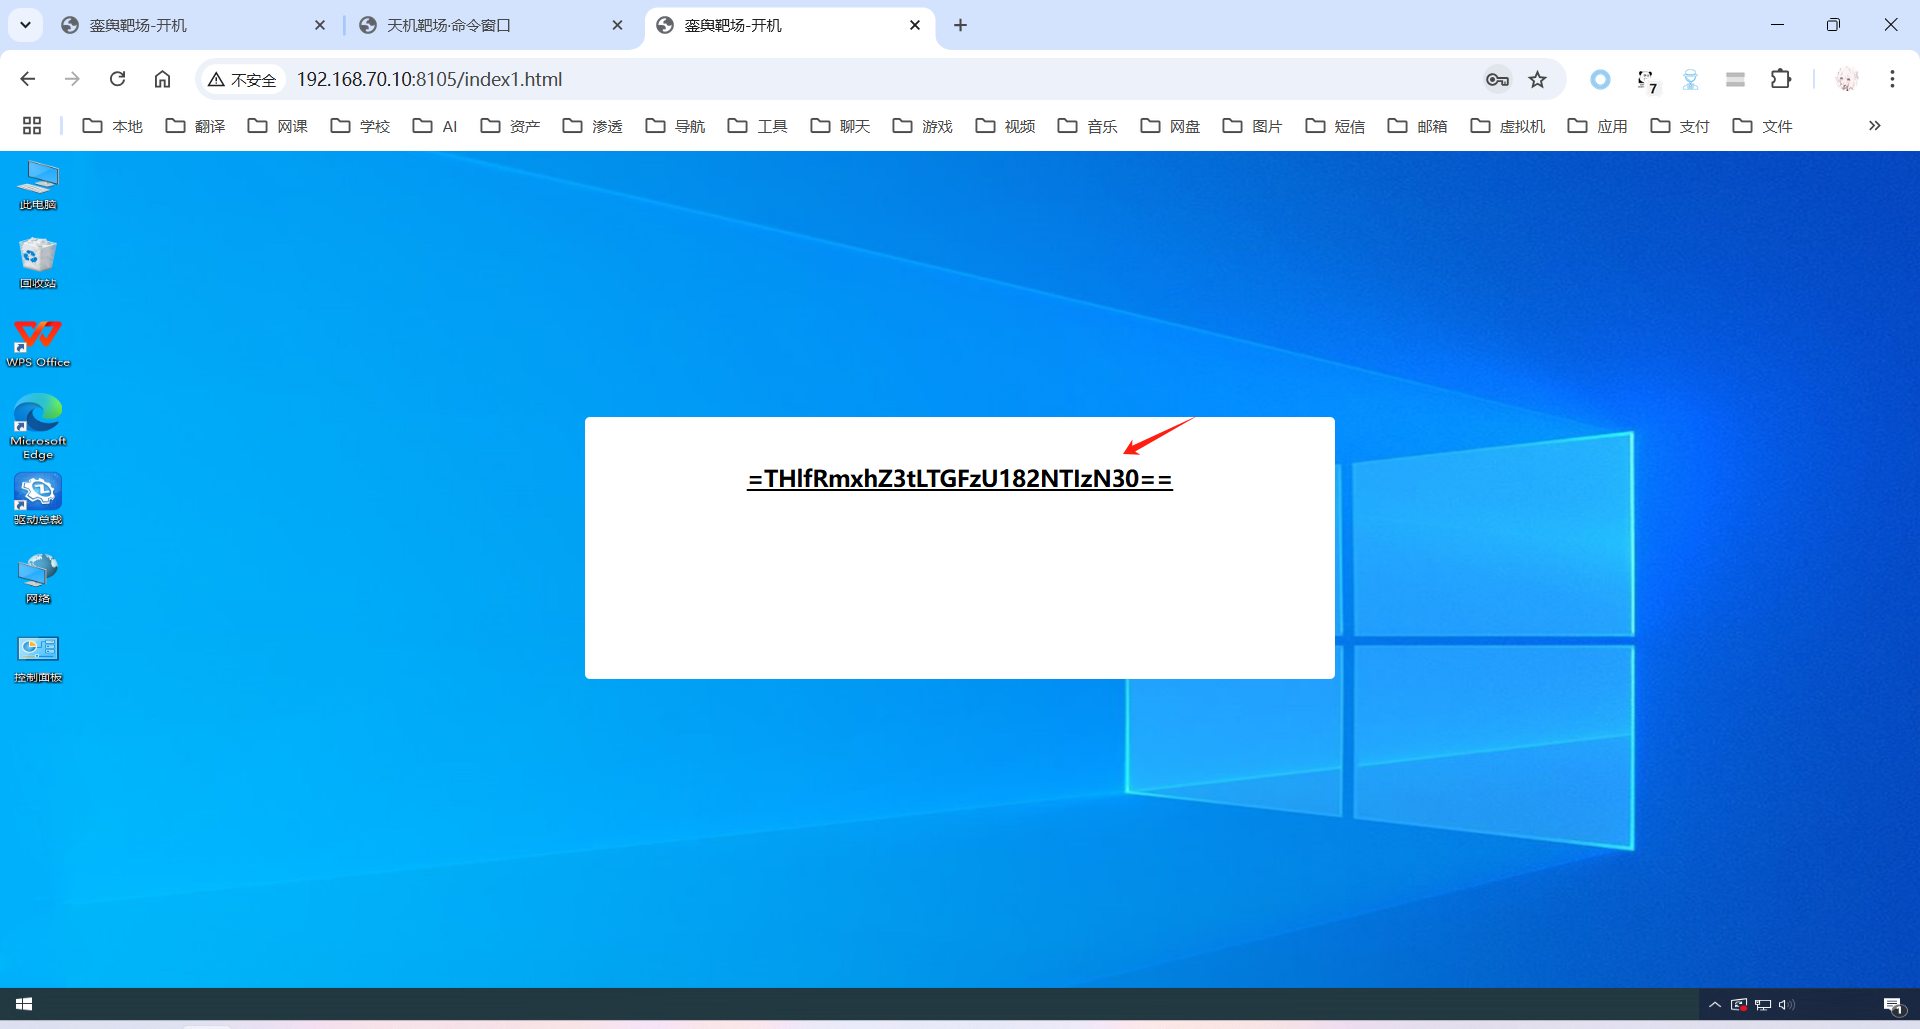 銮舆靶场-开机
天机靶场·命令窗口
銮舆靶场-开机
不安全
192.168.70.10:8105/index1.html
7
本地
翻译
网课
学校
AI
资产
渗透
导航
工具
聊天
游戏
视频
音乐
网盘
图片
短信
邮箱
虚拟机
应用
支付
文件
此电脑
回收站
WPS Office
Microsoft
Edge
驱动总裁
网络
控制面板
=THlfRmxhZ3tLTGFzU182NTIzN30==
1